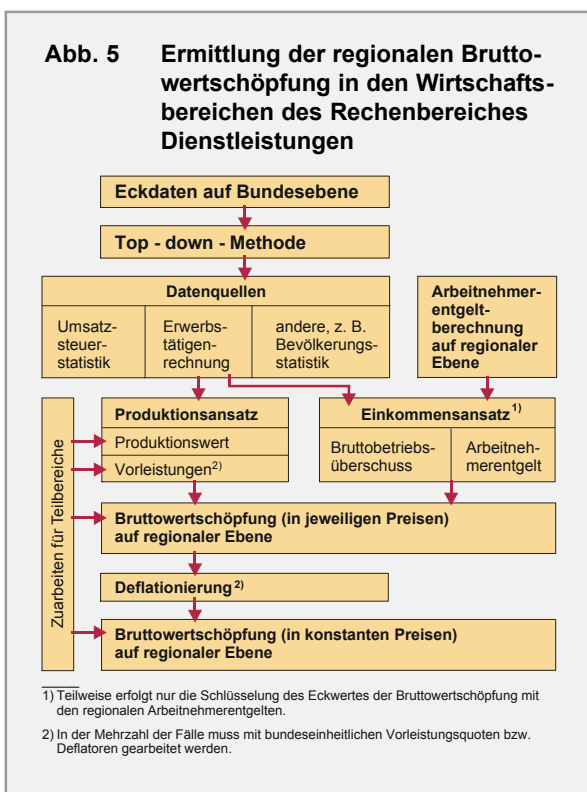 Abb. 5 Ermittlung der regionalen Brutto-
wertschöpfung in den Wirtschafts-
bereichen des Rechenbereiches
Dienstleistungen
Eckdaten auf Bundesebene
Top - down - Methode
Datenquellen
Umsatz-
steuer-
statistik
Erwerbs-
tätigen-
rechnung
andere, z. B.
Bevölkerungs-
statistik
Arbeitnehmer-
entgelt-
berechnung
auf regionaler
Ebene
Zuarbeiten für Teilbereiche
Produktionsansatz
Produktionswert
Vorleistungen2)
Einkommensansatz1)
Bruttobetriebs-
überschuss
Arbeitneh-
merentgelt
Bruttowertschöpfung (in jeweiligen Preisen)
auf regionaler Ebene
Deflationierung2)
Bruttowertschöpfung (in konstanten Preisen)
auf regionaler Ebene
1) Teilweise erfolgt nur die Schlüsselung des Eckwertes der Bruttowertschöpfung mit
den regionalen Arbeitnehmerentgelten.
2) In der Mehrzahl der Fälle muss mit bundeseinheitlichen Vorleistungsquoten bzw.
Deflatoren gearbeitet werden.